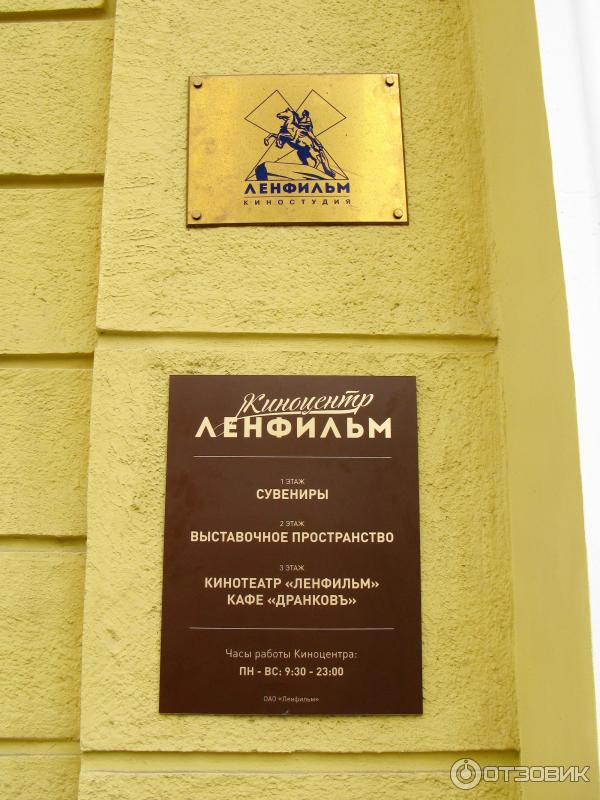 ЛЕНФИЛЬМ
КИНОСТУДИЯ
Киноцентр
ЛЕНФИЛЬМ
1 ЭТАЖ
СУВЕНИРЫ
2 ЭТАЖ
ВЫСТАВОЧНОЕ ПРОСТРАНСТВО
3 ЭТАЖ
КИНОТЕАТР «ЛЕНФИЛЬМ»
КАФЕ «ДРАНКОВЪ»
Часы работы Киноцентра:
ПН - ВС: 9:30 - 23:00
ОАО «Ленфильм»
ОТЗОВИК